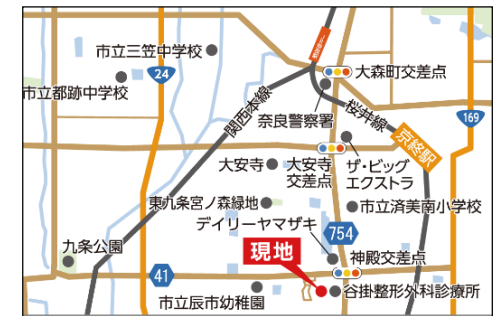 市立三笠中学校
24
大森町交差点
市立都跡中学校
関西本線
奈良警察署
桜井線
169
京終駅
大安寺
大安寺
交差点
ザ・ビッグ
エクストラ
東九条宮ノ森緑地
市立済美南小学校
デイリーヤマザキ
754
九条公園
現地
神殿交差点
41
市立辰市幼稚園
谷掛整形外科診療所